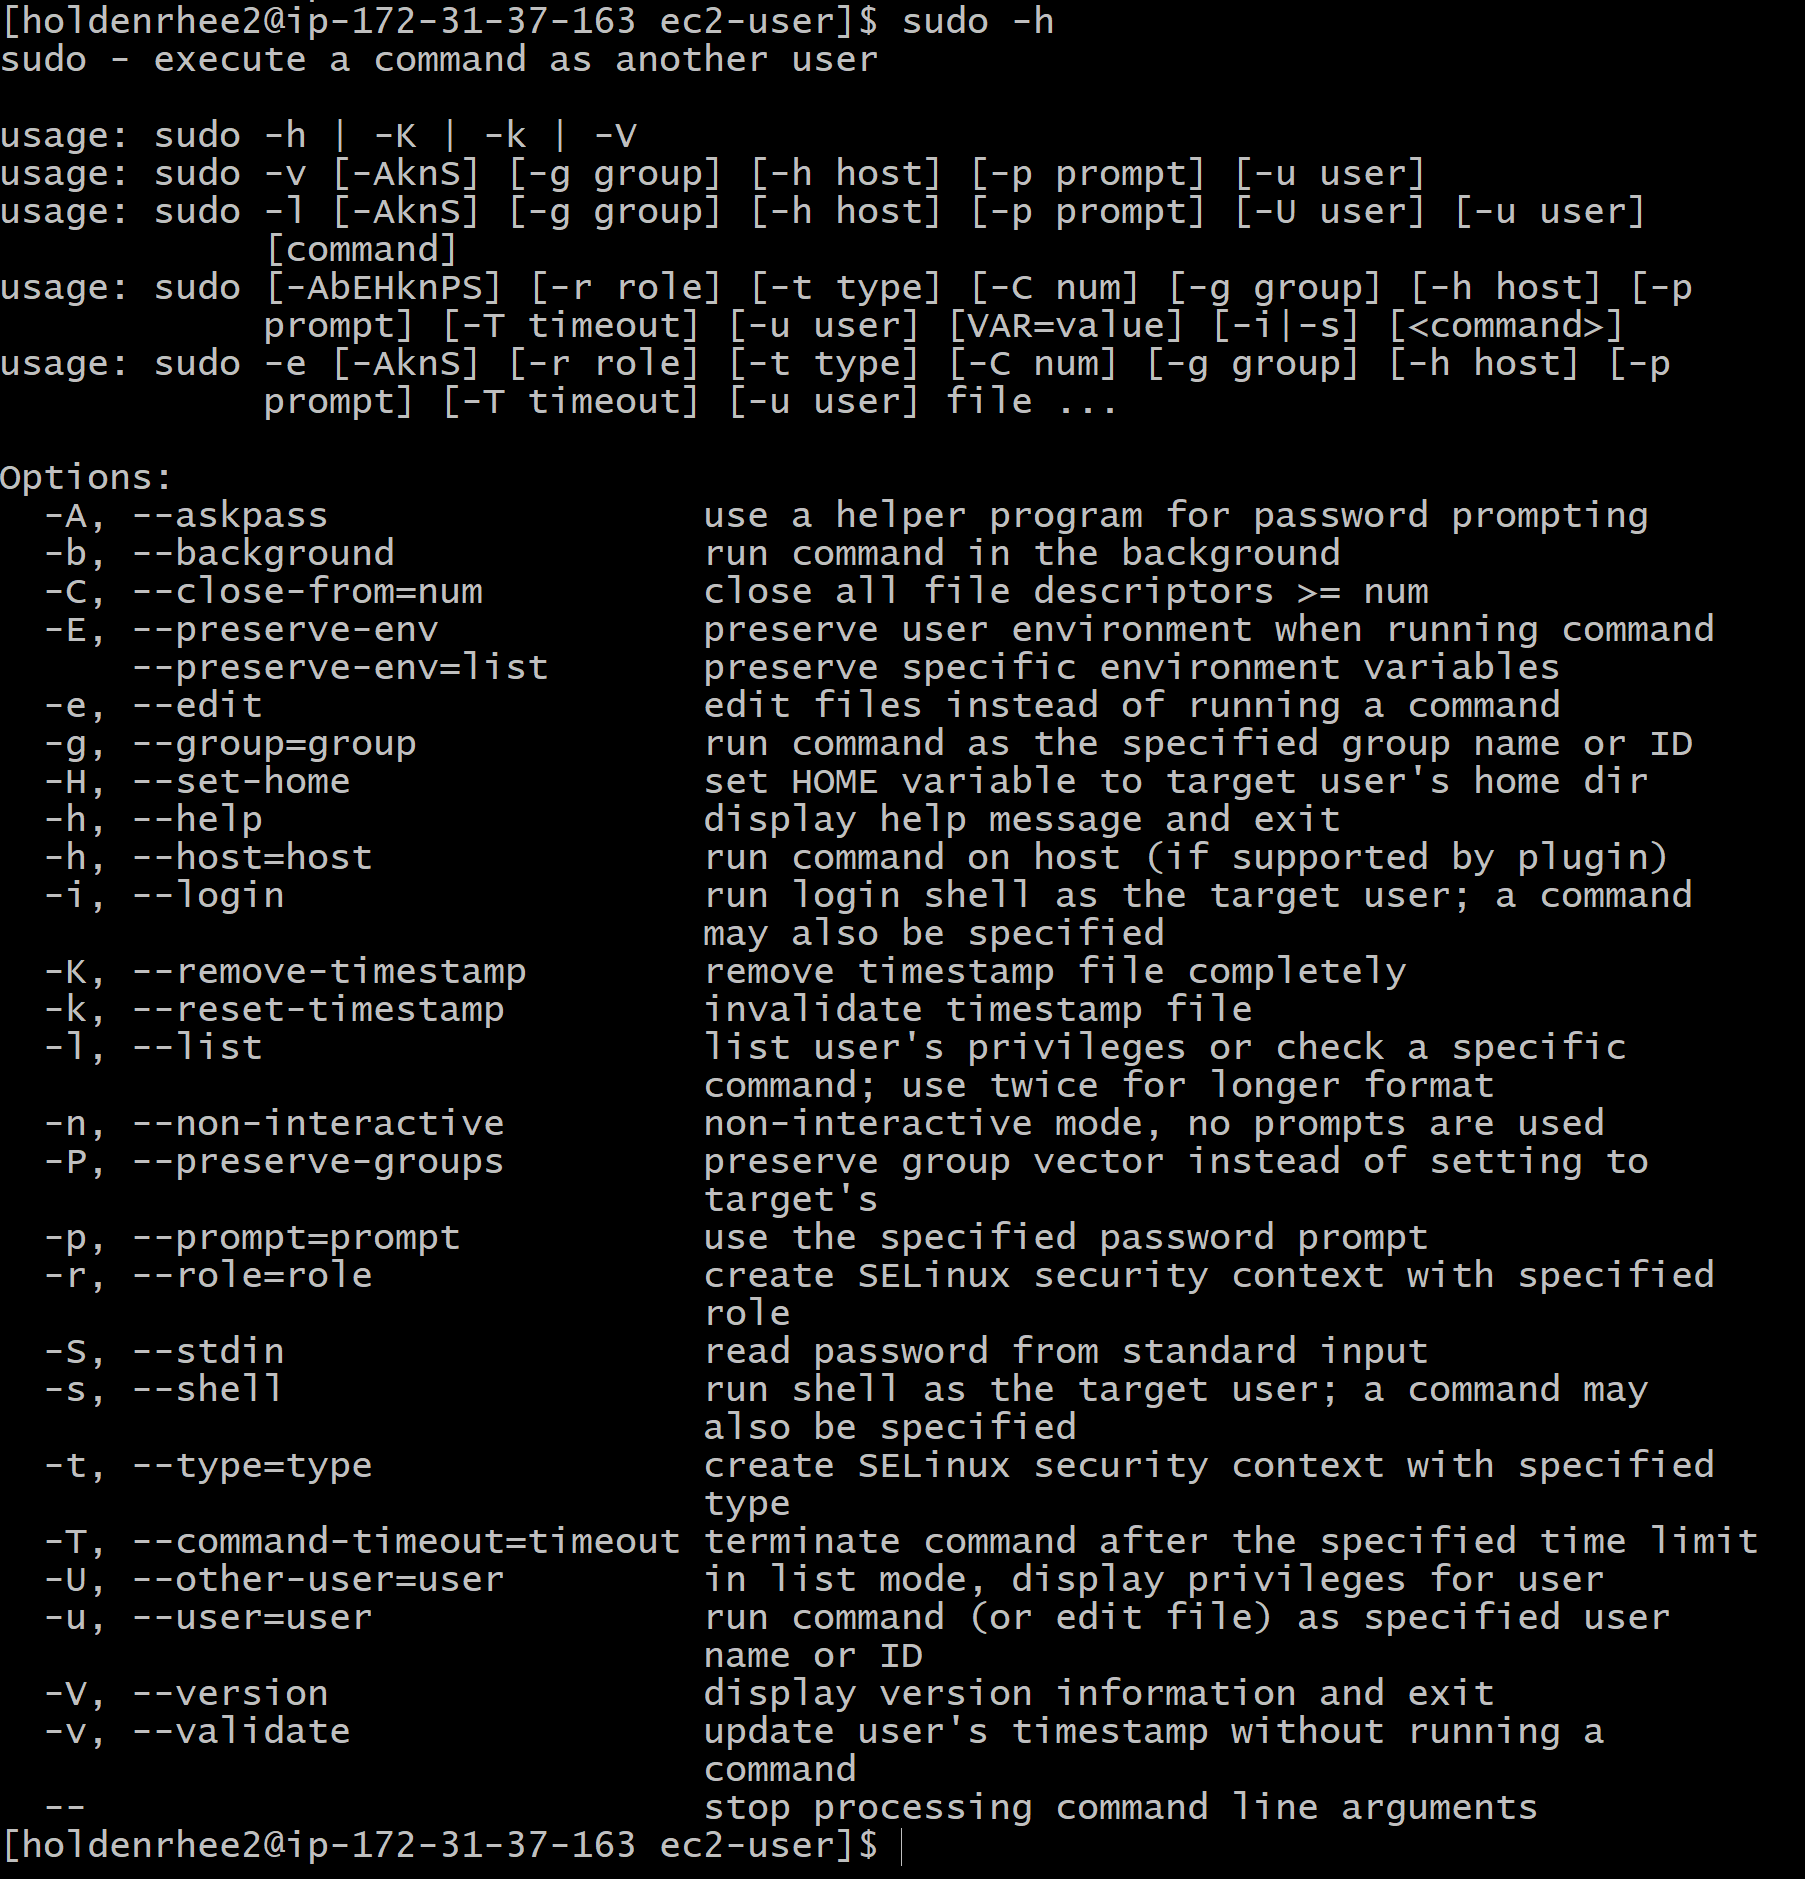 [holdenrhee2@ip-172-31-37-163 ec2-user]$ sudo -h
sudo - execute a command as another user

usage: sudo -h | -K | -k | -V
usage: sudo -v [-AknS] [-g group] [-h host] [-p prompt] [-u user]
usage: sudo -l [-AknS] [-g group] [-h host] [-p prompt] [-U user] [-u user]
            [command]
usage: sudo [-AbEHknPS] [-r role] [-t type] [-C num] [-g group] [-h host] [-p
            prompt] [-T timeout] [-u user] [VAR=value] [-i|-s] [<command>]
usage: sudo -e [-AknS] [-r role] [-t type] [-C num] [-g group] [-h host] [-p
            prompt] [-T timeout] [-u user] file ...

Options:
  -A, --askpass                 use a helper program for password prompting
  -b, --background              run command in the background
  -C, --close-from=num          close all file descriptors >= num
  -E, --preserve-env            preserve user environment when running command
      --preserve-env=list       preserve specific environment variables
  -e, --edit                    edit files instead of running a command
  -g, --group=group             run command as the specified group name or ID
  -H, --set-home                set HOME variable to target user's home dir
  -h, --help                    display help message and exit
  -h, --host=host               run command on host (if supported by plugin)
  -i, --login                   run login shell as the target user; a command
                                may also be specified
  -K, --remove-timestamp        remove timestamp file completely
  -k, --reset-timestamp         invalidate timestamp file
  -l, --list                    list user's privileges or check a specific
                                command; use twice for longer format
  -n, --non-interactive         non-interactive mode, no prompts are used
  -P, --preserve-groups         preserve group vector instead of setting to
                                target's
  -p, --prompt=prompt           use the specified password prompt
  -r, --role=role               create SELinux security context with specified
                                role
  -S, --stdin                   read password from standard input
  -s, --shell                   run shell as the target user; a command may
                                also be specified
  -t, --type=type               create SELinux security context with specified
                                type
  -T, --command-timeout=timeout terminate command after the specified time limit
  -U, --other-user=user         in list mode, display privileges for user
  -u, --user=user               run command (or edit file) as specified user
                                name or ID
  -V, --version                 display version information and exit
  -v, --validate                update user's timestamp without running a
                                command
  --                            stop processing command line arguments
[holdenrhee2@ip-172-31-37-163 ec2-user]$